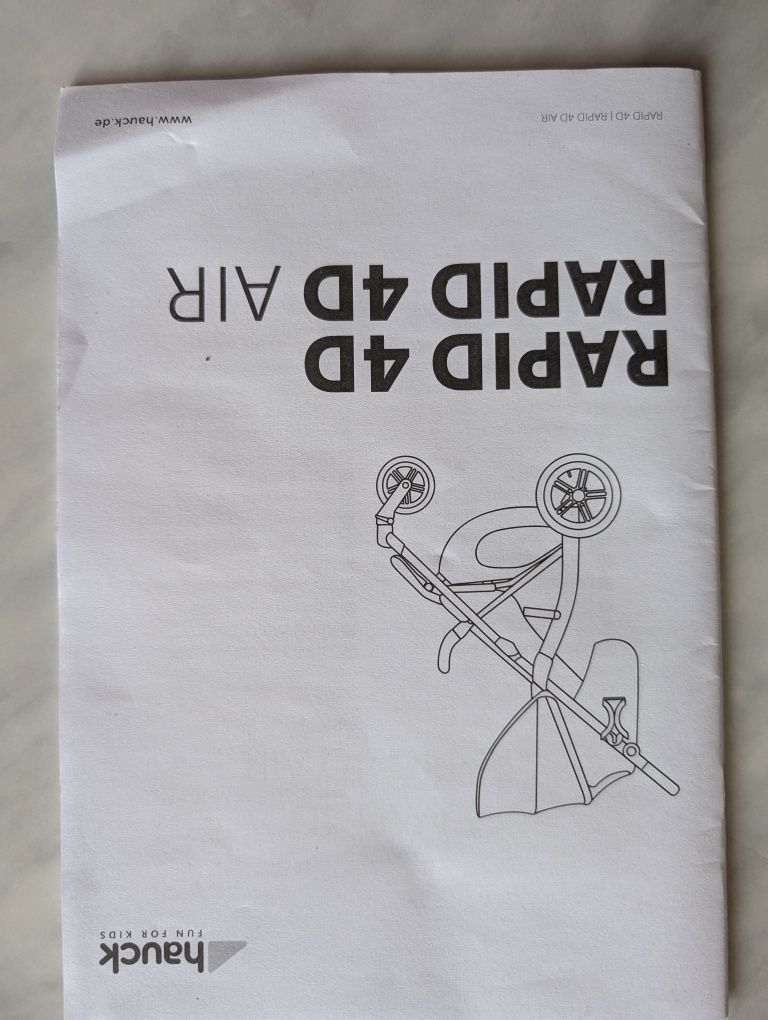 hauck
FUN FOR KIDS
RAPID 4D
RAPID 4D AIR
RAPID 4D | RAPID 4D AIR
www.hauck.de